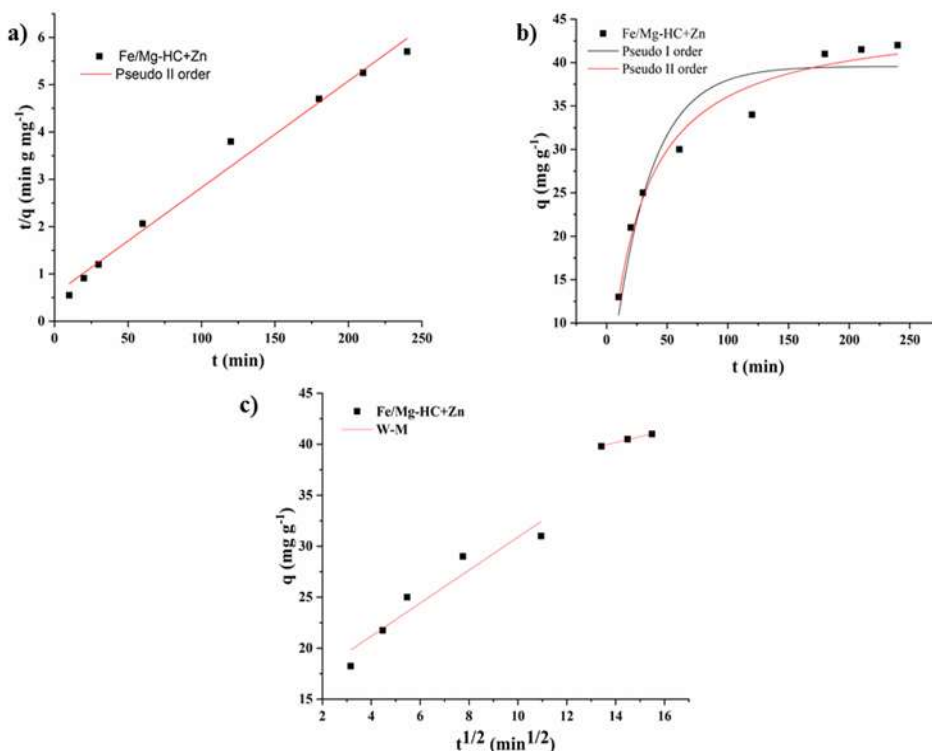 a)
Fe/Mg-HC+Zn
Pseudo II order
6
5
4
3
2
1
0
t/q (min g mg⁻¹)
0 50 100 150 200 250
t (min)
b)
Fe/Mg-HC+Zn
Pseudo I order
Pseudo II order
45
40
35
30
25
20
15
10
q (mg g⁻¹)
0 50 100 150 200 250
t (min)
c)
Fe/Mg-HC+Zn
W-M
45
40
35
30
25
20
15
q (mg g⁻¹)
2 4 6 8 10 12 14 16
t¹/² (min¹/²)